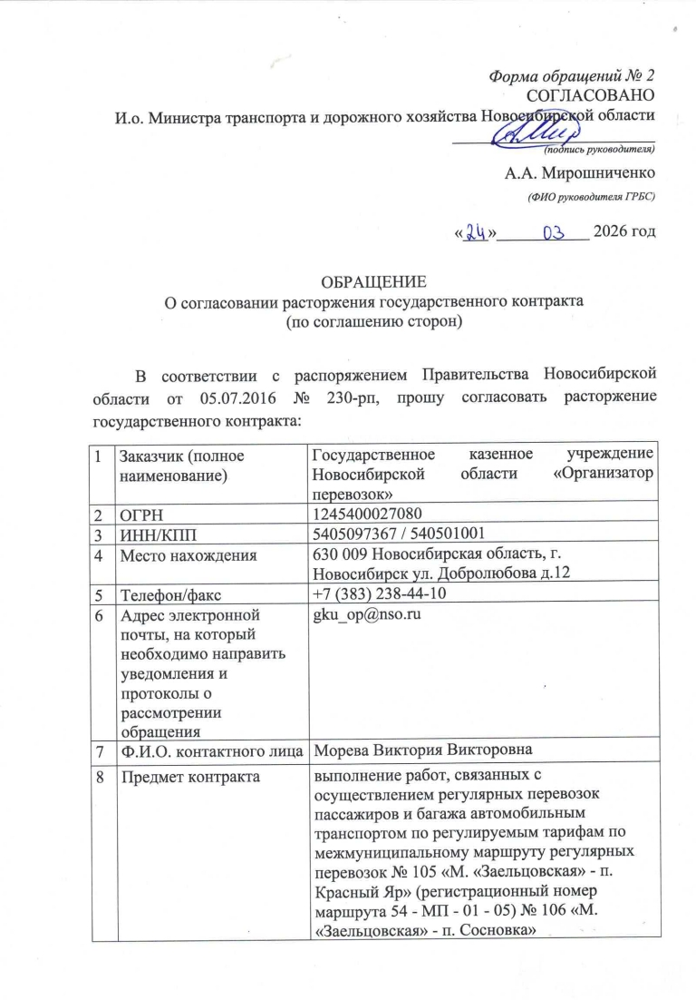 Форма обращений № 2
СОГЛАСОВАНО
И.о. Министра транспорта и дорожного хозяйства Новосибирской области
(подпись руководителя)
А.А. Мирошниченко
(ФИО руководителя ГРБС)
«24» 03 2026 год
ОБРАЩЕНИЕ
О согласовании расторжения государственного контракта
(по соглашению сторон)
В соответствии с распоряжением Правительства Новосибирской
области от 05.07.2016 № 230-рп, прошу согласовать расторжение
государственного контракта:
1 Заказчик (полное
наименование)
Государственное казенное учреждение
Новосибирской области «Организатор
перевозок»
2 ОГРН 1245400027080
3 ИНН/КПП 5405097367 / 540501001
4 Место нахождения
630 009 Новосибирская область, г.
Новосибирск ул. Добролюбова д.12
5 Телефон/факс +7 (383) 238-44-10
6 Адрес электронной
почты, на который
необходимо направить
уведомления и
протоколы о
рассмотрении
обращения
gku_op@nso.ru
7 Ф.И.О. контактного лица Морева Виктория Викторовна
8 Предмет контракта
выполнение работ, связанных с
осуществлением регулярных перевозок
пассажиров и багажа автомобильным
транспортом по регулируемым тарифам по
межмуниципальному маршруту регулярных
перевозок № 105 «М. «Заельцовская» - п.
Красный Яр» (регистрационный номер
маршрута 54 - МП - 01 - 05) № 106 «М.
«Заельцовская» - п. Сосновка»